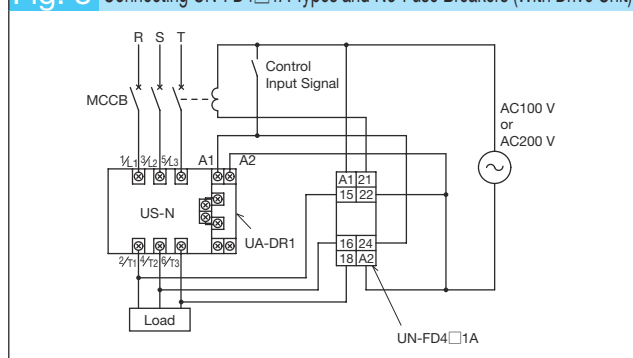 Connecting UN-FD4□1A Types and No-Fuse Breakers (With Drive Unit)
R S T
Control
Input Signal
MCCB
AC100 V
or
AC200 V
1/L1 3/L2 5/L3 A1 A2
A1 21
15 22
US-N
UA-DR1
16 24
18 A2
2/T1 4/T2 6/T3
Load
UN-FD4□1A